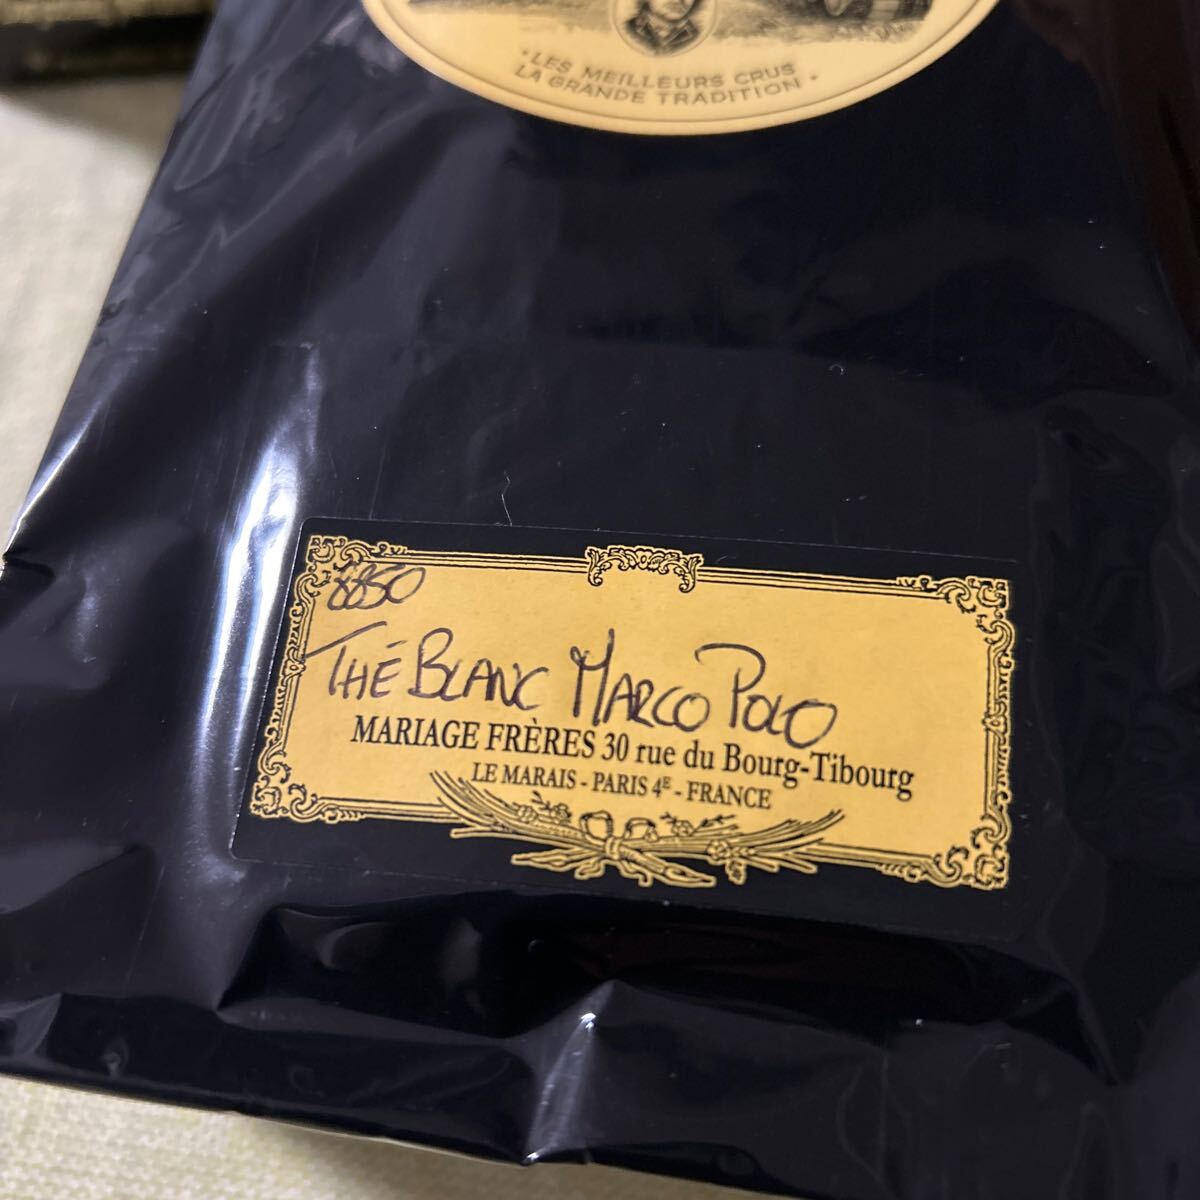 · LES MEILLEURS CRUS
LA GRANDE TRADITION ·
8850
THÉ BLANC MARCO POLO
MARIAGE FRÈRES 30 rue du Bourg-Tibourg
LE MARAIS - PARIS 4E - FRANCE